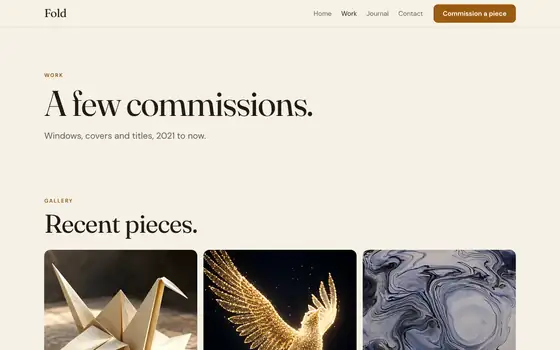 Fold
Home Work Journal Contact Commission a piece
WORK
A few commissions.
Windows, covers and titles, 2021 to now.
GALLERY
Recent pieces.